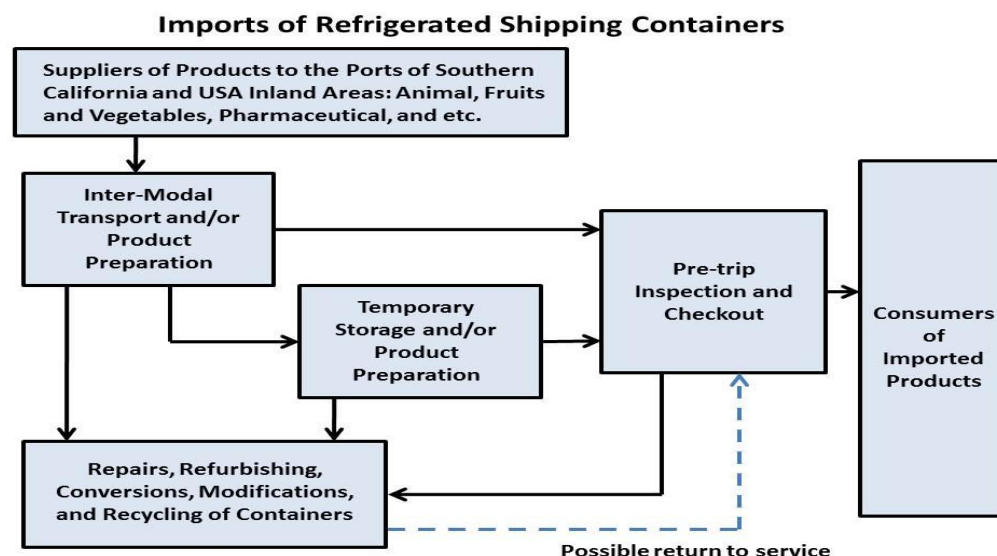 Imports of Refrigerated Shipping Containers
Suppliers of Products to the Ports of Southern
California and USA Inland Areas: Animal, Fruits
and Vegetables, Pharmaceutical, and etc.
Inter-Modal
Transport and/or
Product
Preparation
Temporary
Storage and/or
Product
Preparation
Pre-trip
Inspection and
Checkout
Consumers
of
Imported
Products
Repairs, Refurbishing,
Conversions, Modifications,
and Recycling of Containers
Possible return to service